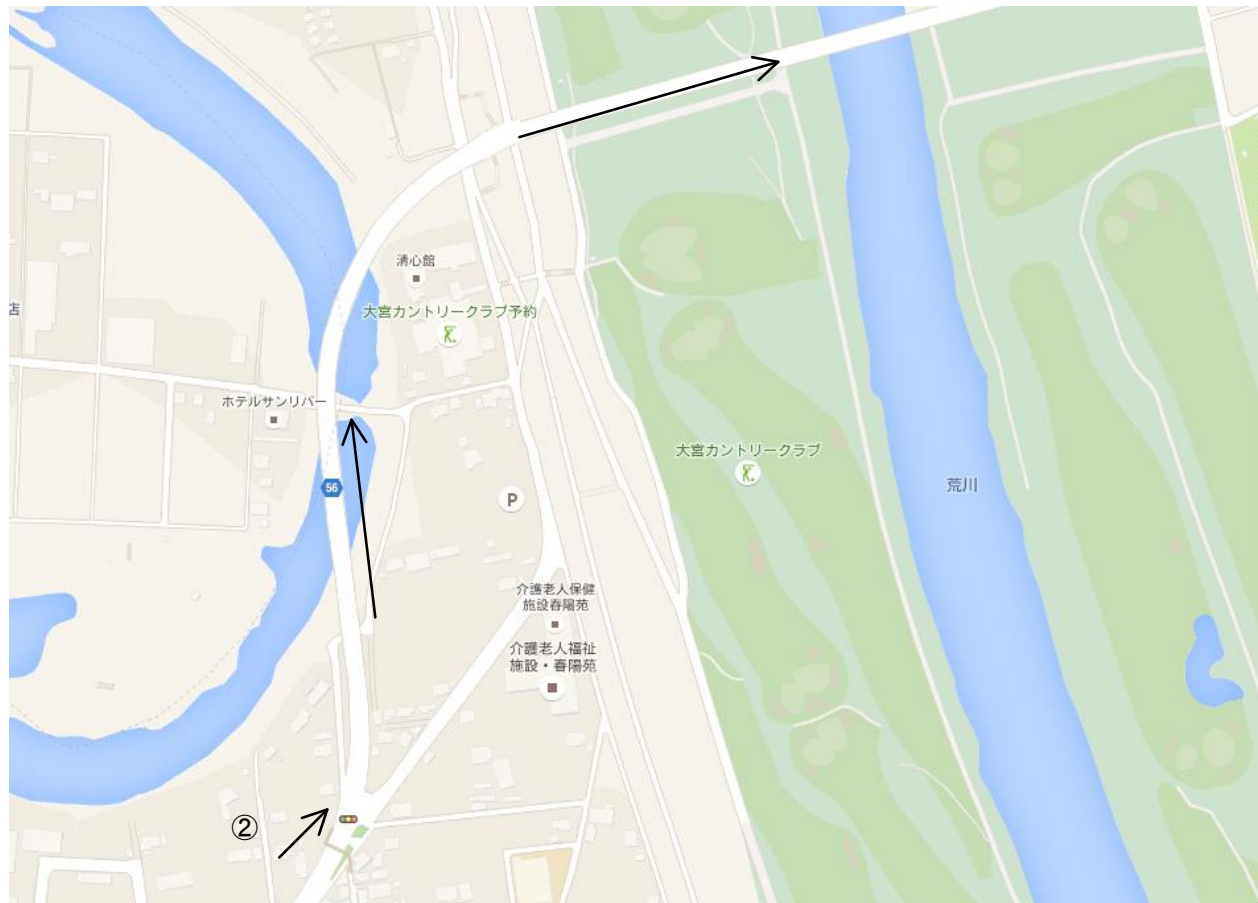 清心館
大宮カントリークラブ予約
店
ホテルサンリバー
大宮カントリークラブ
56
荒川
P
介護老人保健
施設春陽苑
介護老人福祉
施設・春陽苑
②